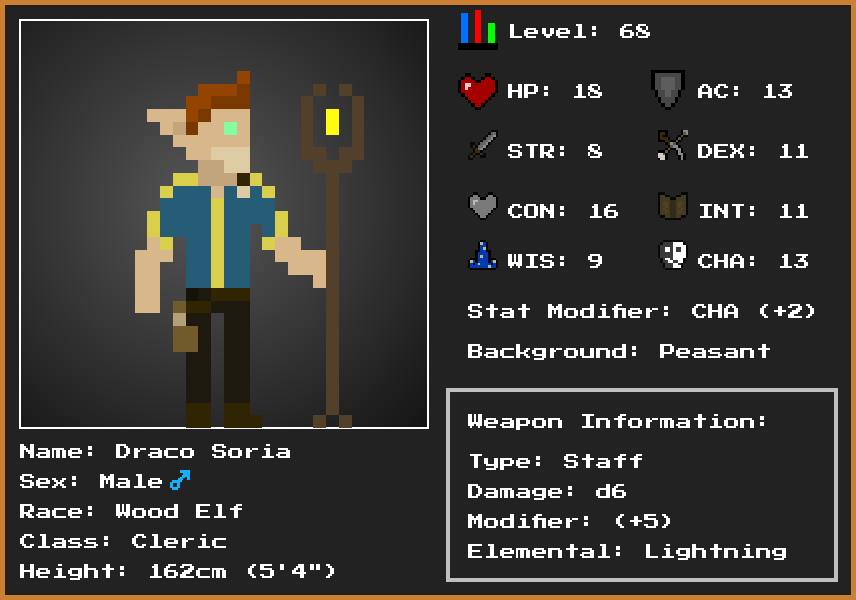 Level: 68
HP: 18
AC: 13
STR: 8
DEX: 11
CON: 16
INT: 11
WIS: 9
CHA: 13
Stat Modifier: CHA (+2)
Background: Peasant
Weapon Information:
Type: Staff
Damage: d6
Modifier: (+5)
Elemental: Lightning
Name: Draco Soria
Sex: Male ♂
Race: Wood Elf
Class: Cleric
Height: 162cm (5'4")